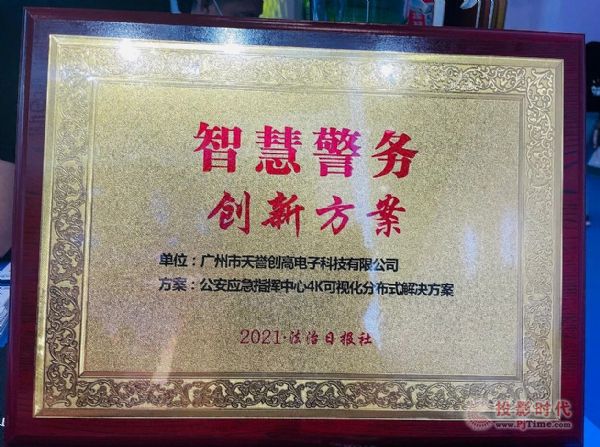 智慧警务
创新方案
单位：广州市天誉创高电子科技有限公司
方案：公安应急指挥中心4K可视化分布式解决方案
2021·法治日报社
投影时代
www.PjTime.com